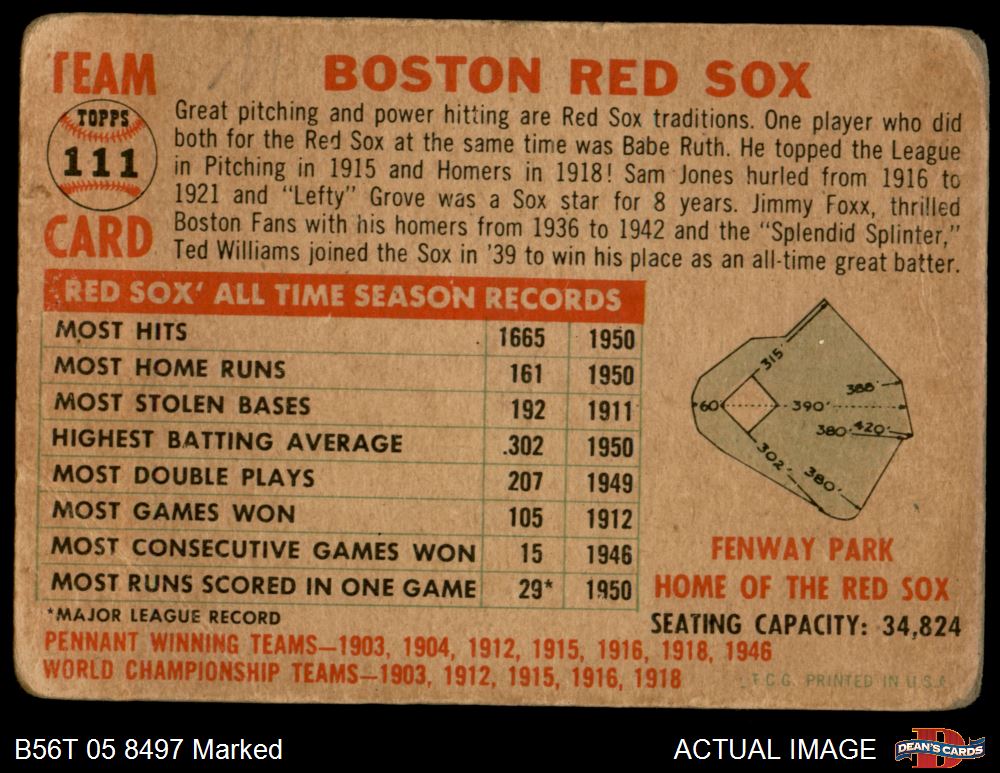 TEAM
TOPPS
111
CARD
BOSTON RED SOX
Great pitching and power hitting are Red Sox traditions. One player who did
both for the Red Sox at the same time was Babe Ruth. He topped the League
in Pitching in 1915 and Homers in 1918! Sam Jones hurled from 1916 to
1921 and "Lefty" Grove was a Sox star for 8 years. Jimmy Foxx, thrilled
Boston Fans with his homers from 1936 to 1942 and the "Splendid Splinter,"
Ted Williams joined the Sox in '39 to win his place as an all-time great batter.
RED SOX' ALL TIME SEASON RECORDS
MOST HITS 1665 1950
MOST HOME RUNS 161 1950
MOST STOLEN BASES 192 1911
HIGHEST BATTING AVERAGE .302 1950
MOST DOUBLE PLAYS 207 1949
MOST GAMES WON 105 1912
MOST CONSECUTIVE GAMES WON 15 1946
MOST RUNS SCORED IN ONE GAME 29* 1950
*MAJOR LEAGUE RECORD
315'
388'
60'
390'
380' 420'
302'
380'
FENWAY PARK
HOME OF THE RED SOX
SEATING CAPACITY: 34,824
PENNANT WINNING TEAMS—1903, 1904, 1912, 1915, 1916, 1918, 1946
WORLD CHAMPIONSHIP TEAMS—1903, 1912, 1915, 1916, 1918
T.C.G. PRINTED IN U.S.A.
B56T 05 8497 Marked
ACTUAL IMAGE
D
DEAN'S CARDS